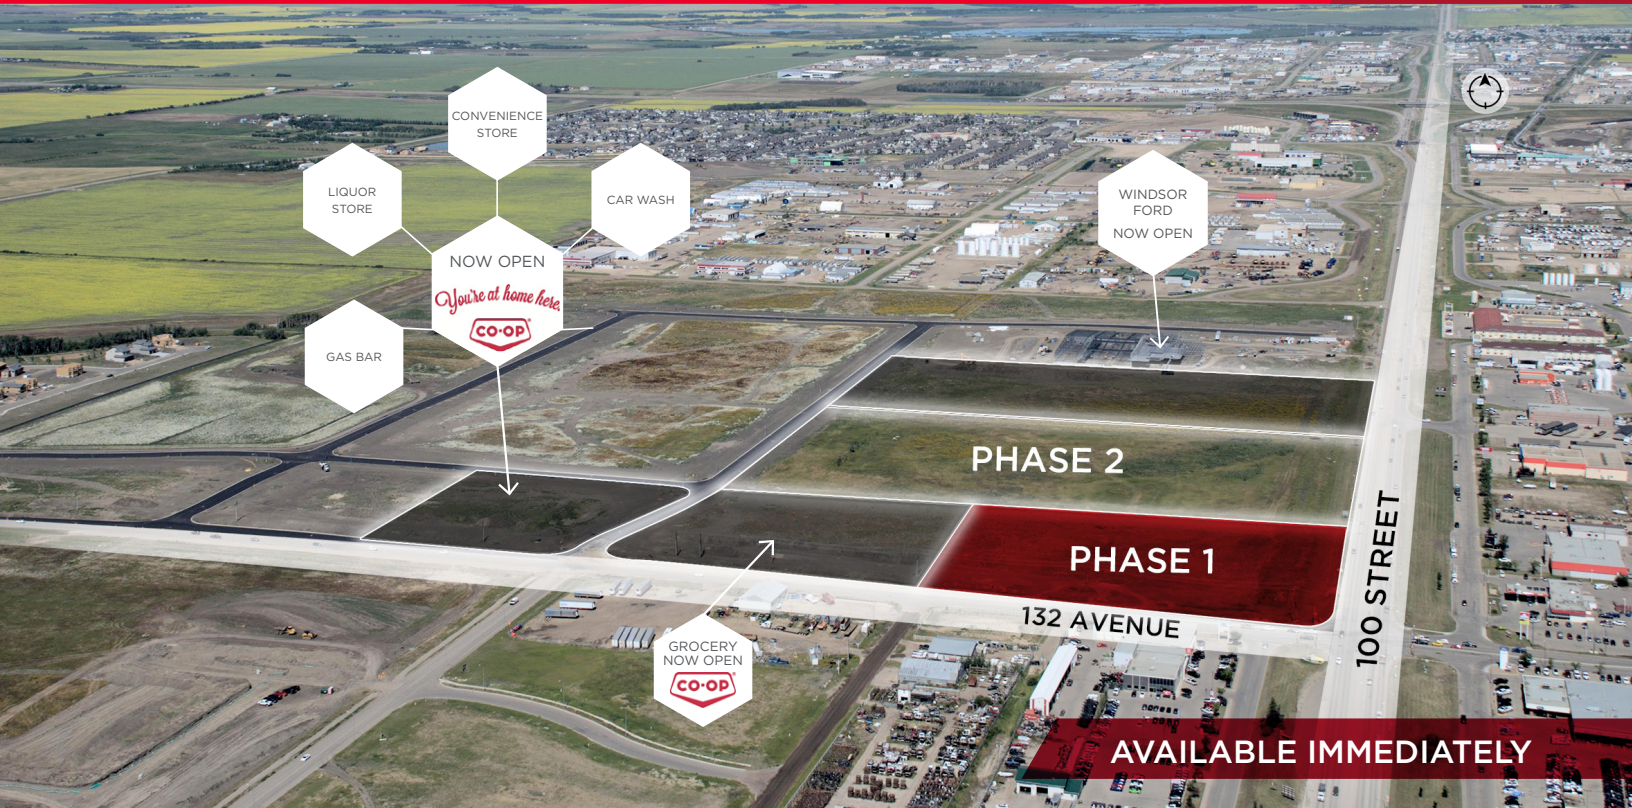 CONVENIENCE
STORE
LIQUOR
STORE
CAR WASH
NOW OPEN
You're at home here.
CO·OP
GAS BAR
WINDSOR
FORD
NOW OPEN
PHASE 2
PHASE 1
132 AVENUE
100 STREET
GROCERY
NOW OPEN
CO·OP
AVAILABLE IMMEDIATELY